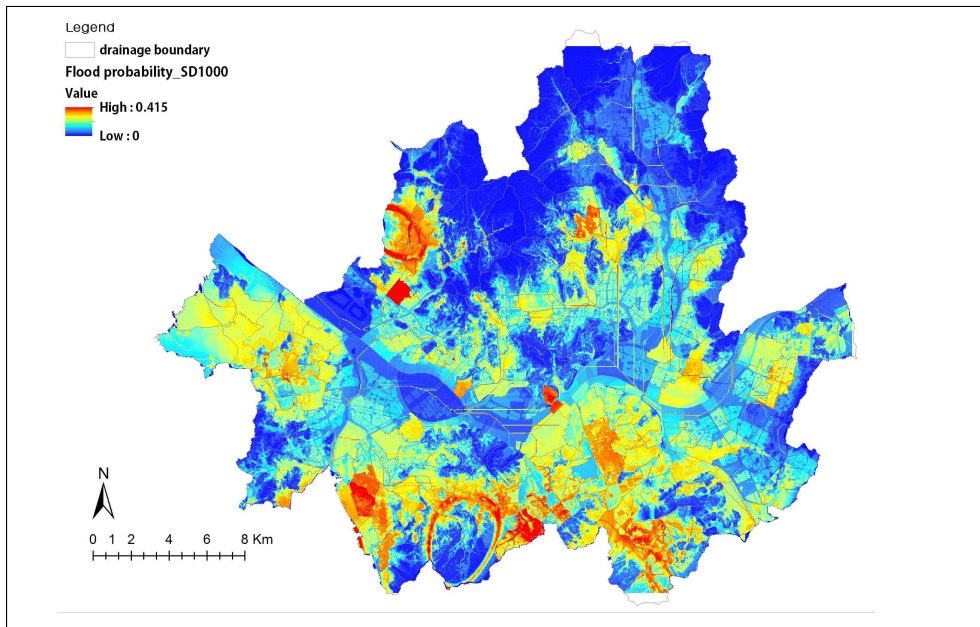 Legend
drainage boundary
Flood probability_SD1000
Value
High : 0.415
Low : 0
N
0 1 2 4 6 8 Km